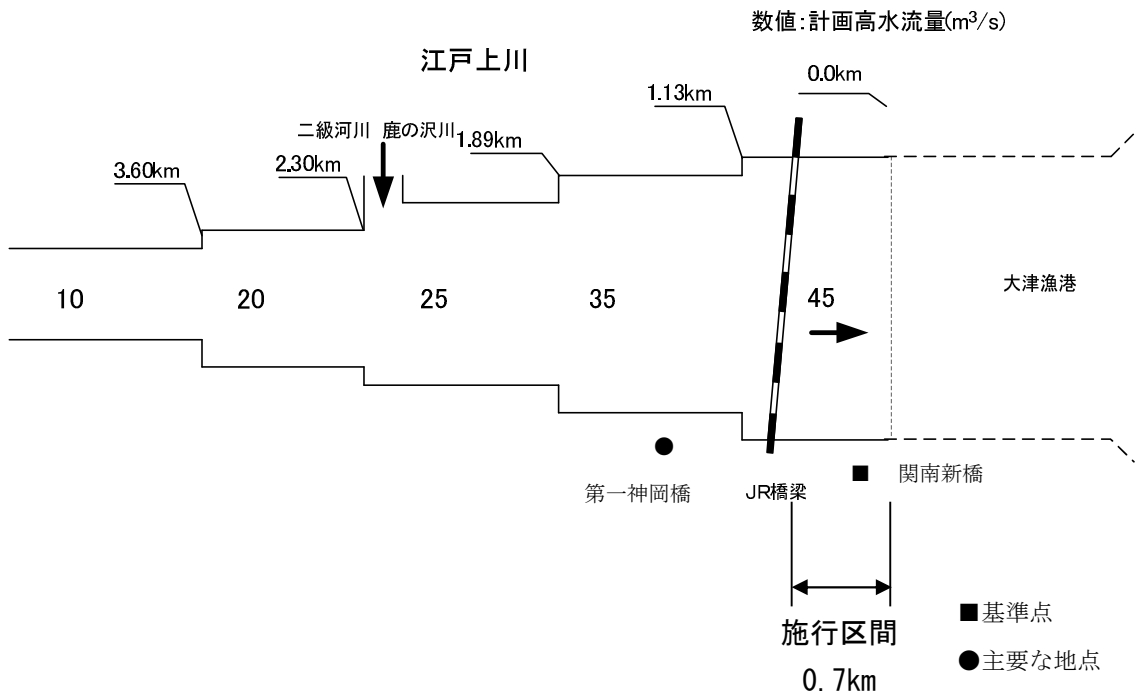 数値:計画高水流量(m³/s)
江戸上川
0.0km
1.13km
二級河川 鹿の沢川
1.89km
2.30km
3.60km
10
20
25
35
45
大津漁港
第一神岡橋
JR橋梁
関南新橋
施行区間
0.7km
■基準点
●主要な地点